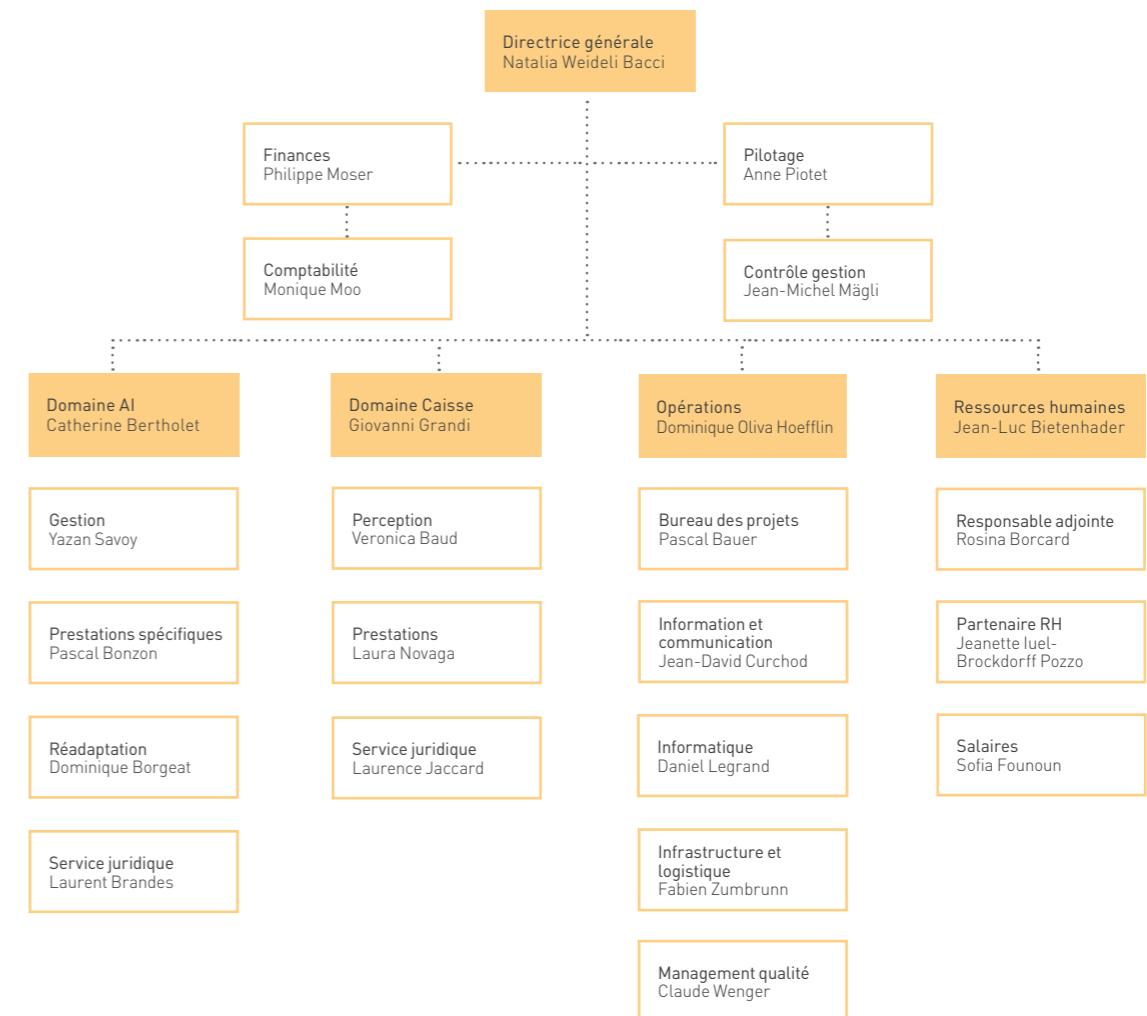 Directrice générale
Natalia Weideli Bacci
Finances
Philippe Moser
Pilotage
Anne Piotet
Comptabilité
Monique Moo
Contrôle gestion
Jean-Michel Mägli
Domaine AI
Catherine Bertholet
Domaine Caisse
Giovanni Grandi
Opérations
Dominique Oliva Hoefflin
Ressources humaines
Jean-Luc Bietenhader
Gestion
Yazan Savoy
Perception
Veronica Baud
Bureau des projets
Pascal Bauer
Responsable adjointe
Rosina Borcard
Prestations spécifiques
Pascal Bonzon
Prestations
Laura Novaga
Information et
communication
Jean-David Curchod
Partenaire RH
Jeanette Iuel-
Brockdorff Pozzo
Réadaptation
Dominique Borgeat
Service juridique
Laurence Jaccard
Informatique
Daniel Legrand
Salaires
Sofia Founoun
Service juridique
Laurent Brandes
Infrastructure et
logistique
Fabien Zumbrunn
Management qualité
Claude Wenger